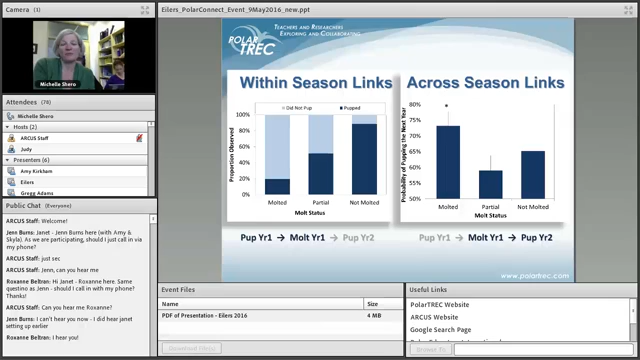 Camera (1)
Michelle Shero
Attendees (78)
Michelle Shero
Hosts (2)
ARCUS Staff
Judy
Presenters (6)
Amy Kirkham
Eilers
Gregg Adams
Public Chat (Everyone)
ARCUS Staff: Welcome!
Jenn Burns: Janet - Jenn Burns here (with Amy &
Skyla). As we are participating, should I just call in via
my phone?
ARCUS Staff: just sec
ARCUS Staff: Jenn, can you hear me
Roxanne Beltran: Hi Janet - Roxanne here. Same
question as Jenn - should I call in with my phone?
Thanks!
ARCUS Staff: Can you hear me Roxanne?
Jenn Burns: I can't hear you now - I did hear janet
setting up earlier
Roxanne Beltran: I hear you!
Eilers_PolarConnect_Event_9May2016_new.ppt
POLAR TREC
TEACHERS AND RESEARCHERS
EXPLORING AND COLLABORATING
Within Season Links
Did Not Pup
Pupped
Proportion Observed
100%
80%
60%
40%
20%
0%
Molted
Partial
Not Molted
Molt Status
Pup Yr1 → Molt Yr1 → Pup Yr2
Across Season Links
Probability of Pupping the Next Year
80%
75%
70%
65%
60%
55%
50%
*
Molted
Partial
Not Molted
Molt Status
Pup Yr1 → Molt Yr1 → Pup Yr2
www.polartrec.com
Event Files
Name
Size
PDF of Presentation - Eilers 2016
4 MB
Download File(s)
Useful Links
PolarTREC Website
ARCUS Website
Google Search Page
Browse To